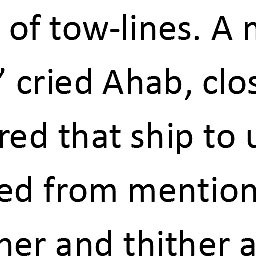 of tow-lines. A n
” cried Ahab, clos
red that ship to u
ed from mention
her and thither a